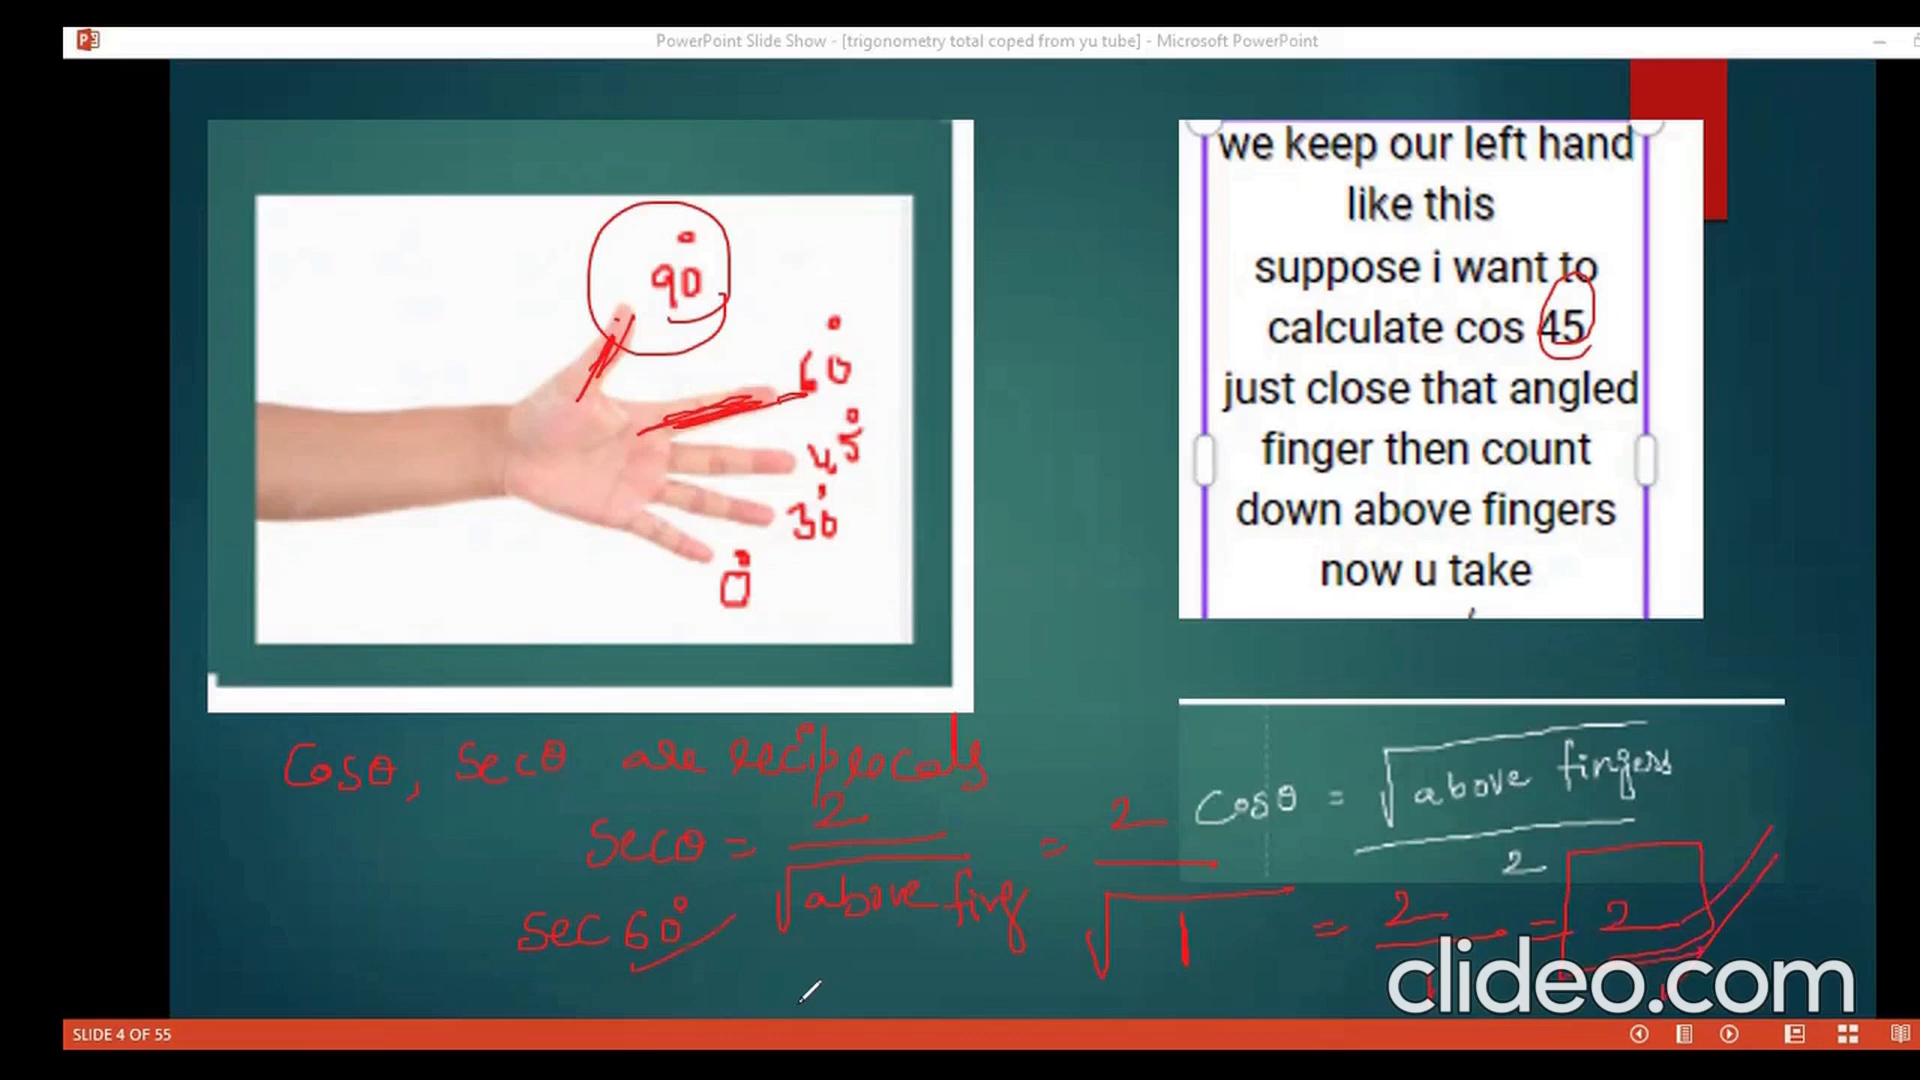 PowerPoint Slide Show - [trigonometry total coped from yu tube] - Microsoft PowerPoint
90°
60°
45°
30°
0°
we keep our left hand
like this
suppose i want to
calculate cos 45
just close that angled
finger then count
down above fingers
now u take
Cosθ, Secθ are reciprocals
Secθ = 2 / √above fing = 2 / √1 = 2 / 1 = 2
Sec 60°
Cosθ = √above fingers / 2
clideo.com
SLIDE 4 OF 55